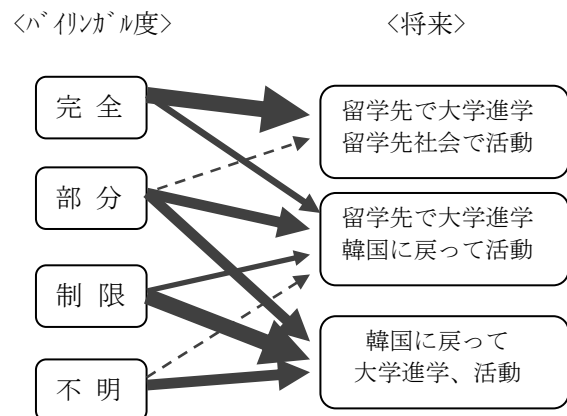 <ﾊﾞｲﾘﾝｶﾞﾙ度>
<将来>
完 全
部 分
制 限
不 明
留学先で大学進学
留学先社会で活動
留学先で大学進学
韓国に戻って活動
韓国に戻って
大学進学、活動